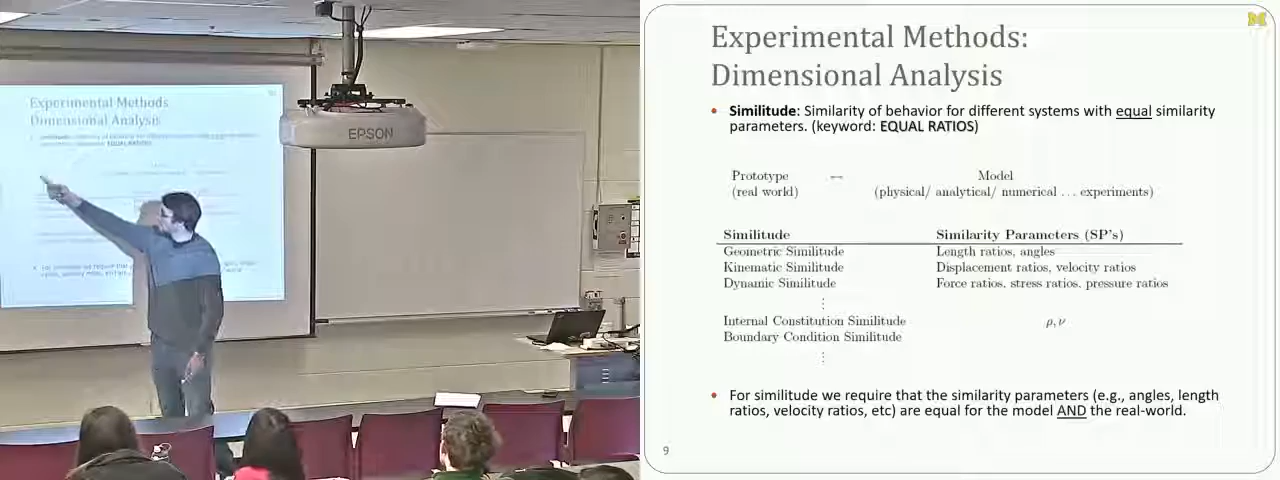 Experimental Methods
Dimensional Analysis
EPSON
M
Experimental Methods:
Dimensional Analysis
• Similitude: Similarity of behavior for different systems with equal similarity
parameters. (keyword: EQUAL RATIOS)
Prototype ↔ Model
(real world) (physical/ analytical/ numerical ... experiments)
Similitude Similarity Parameters (SP's)
Geometric Similitude Length ratios, angles
Kinematic Similitude Displacement ratios, velocity ratios
Dynamic Similitude Force ratios, stress ratios, pressure ratios
⋮
Internal Constitution Similitude ρ, ν
Boundary Condition Similitude
⋮
• For similitude we require that the similarity parameters (e.g., angles, length
ratios, velocity ratios, etc) are equal for the model AND the real-world.
9